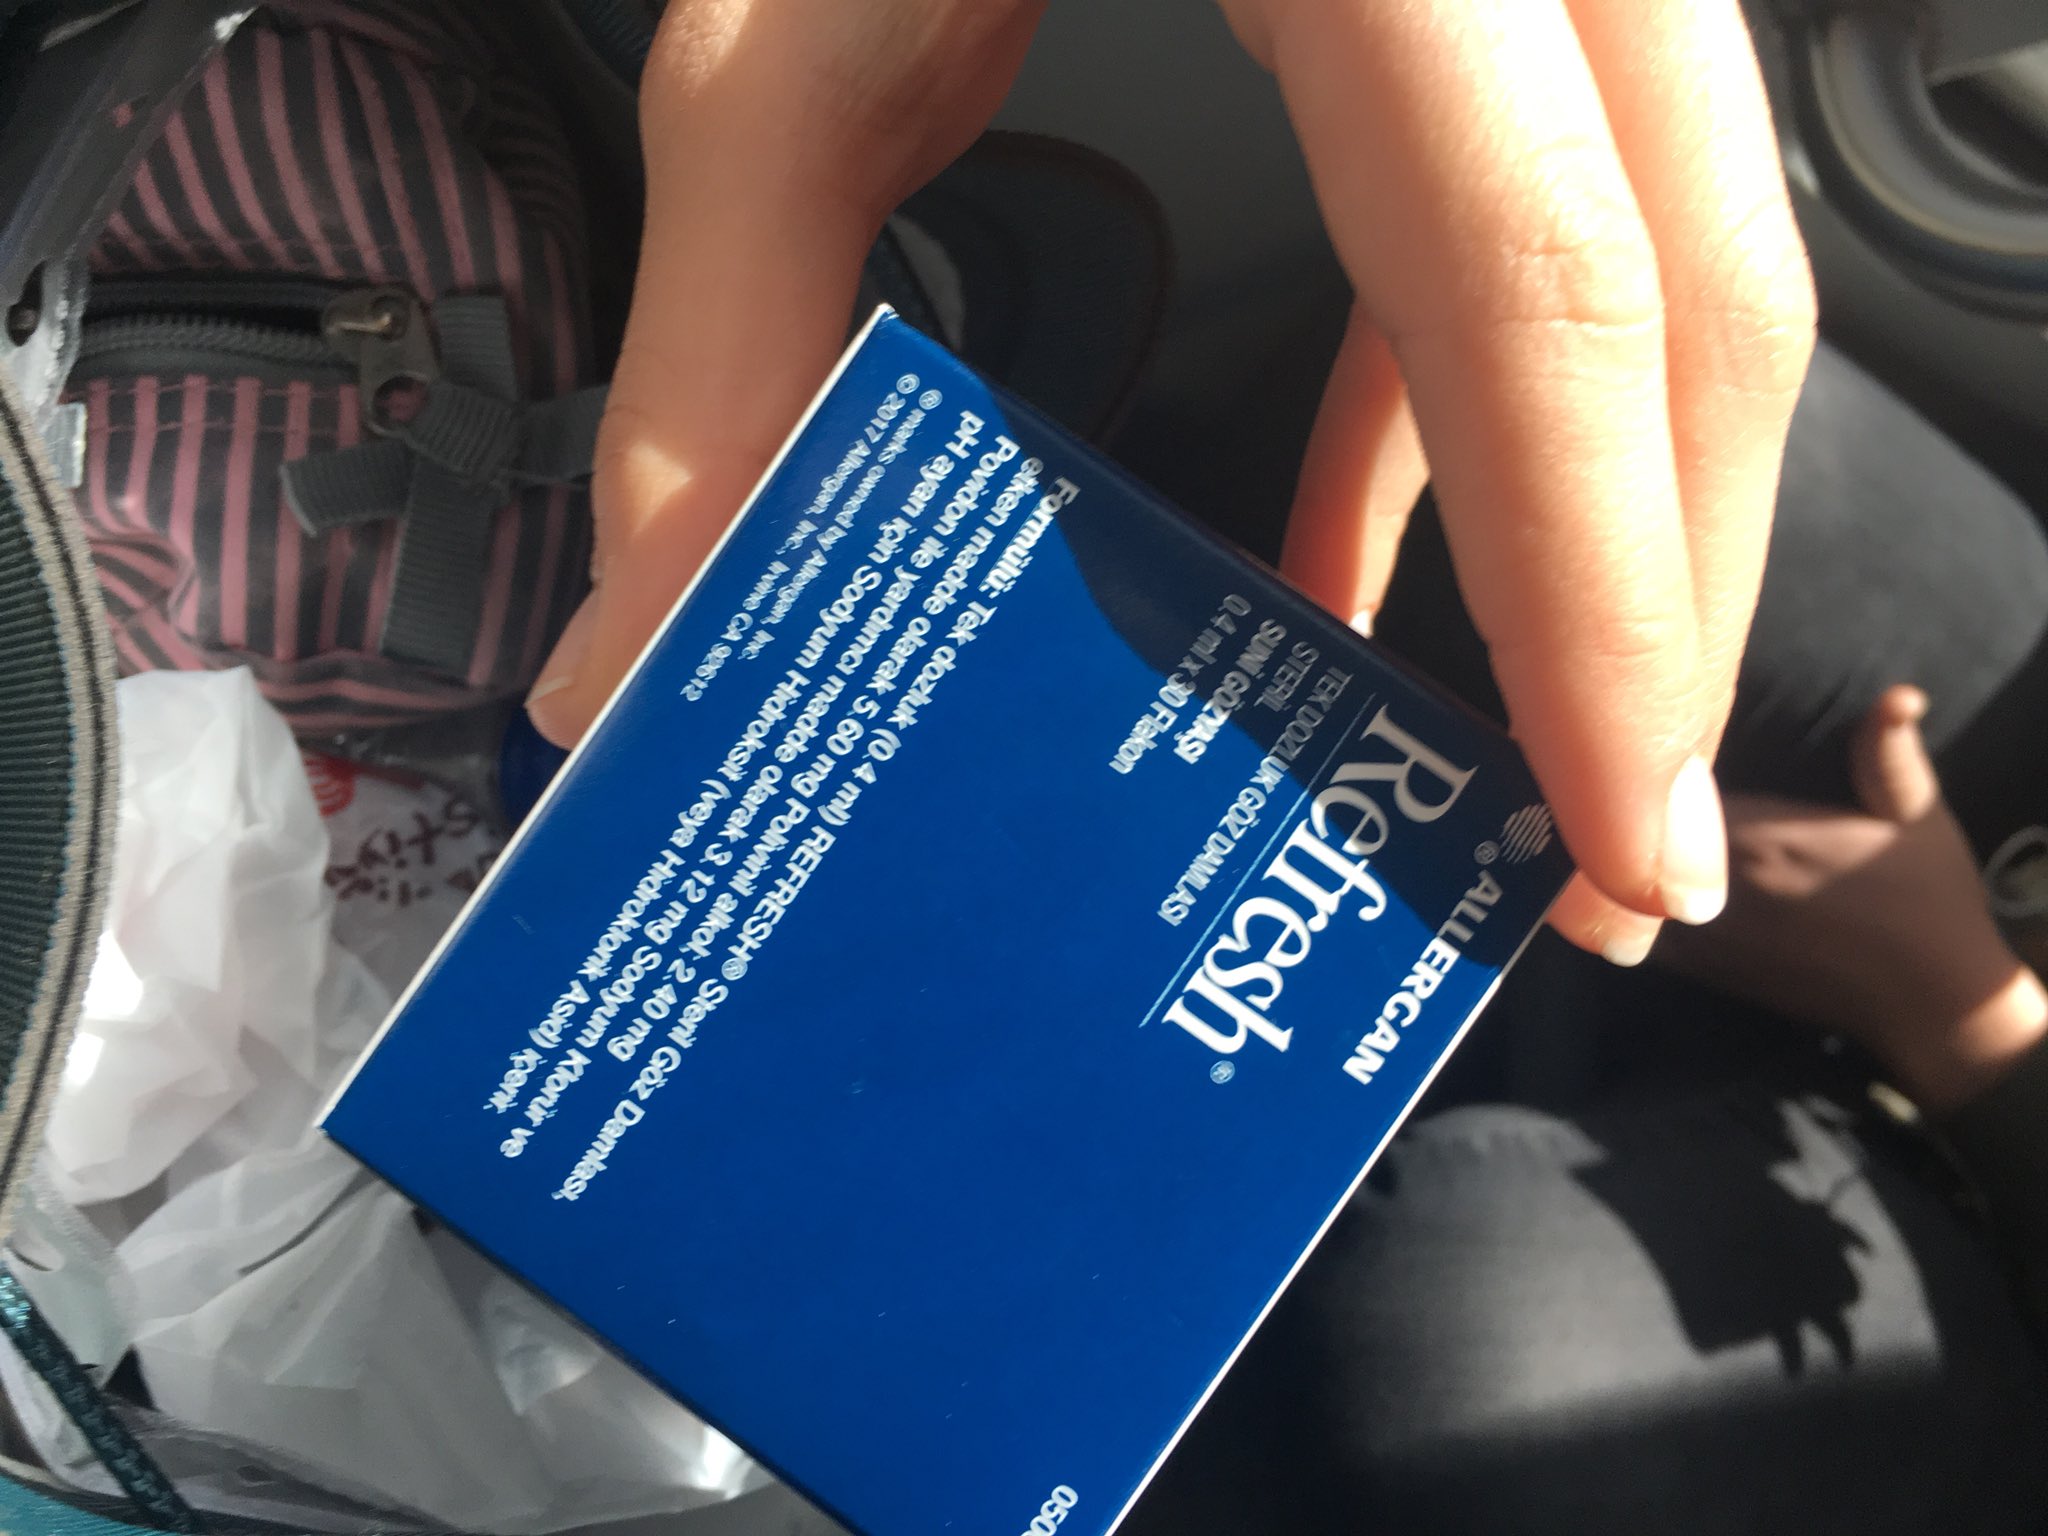 ALLERGAN
Refresh®
TEK DOZLUK GÖZ DAMLASI
STERİL
SUNİ GÖZYAŞI
0.4 ml x 30 Flakon
Formülü: Tek dozluk (0.4 ml) REFRESH® Steril Göz Damlası,
etken madde olarak 5.60 mg Polivinil alkol; 2.40 mg
Povidon ile yardımcı madde olarak 3.12 mg Sodyum Klorür ve
pH ayarı için Sodyum Hidroksit (veya Hidroklorik Asid) içerir.
® marks owned by Allergan, Inc.
© 2017 Allergan, Inc., Irvine CA 92612